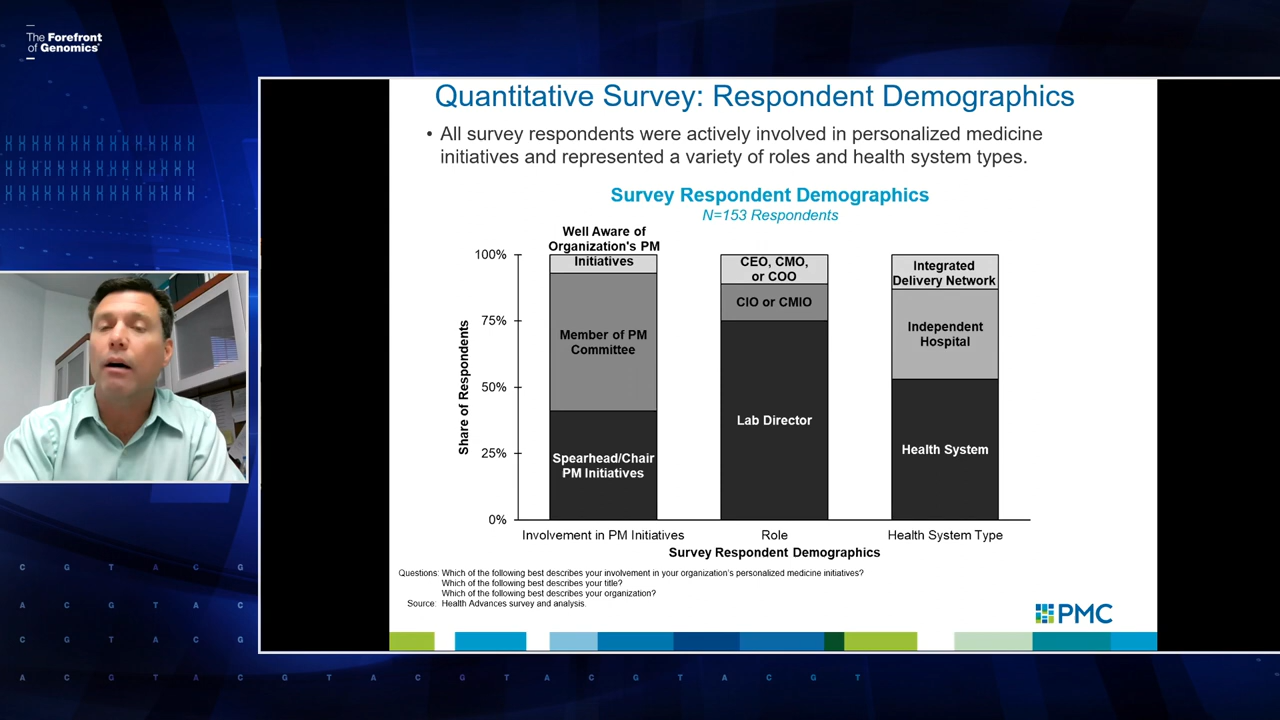 The Forefront
of Genomics
Quantitative Survey: Respondent Demographics
• All survey respondents were actively involved in personalized medicine
initiatives and represented a variety of roles and health system types.
Survey Respondent Demographics
N=153 Respondents
Well Aware of
Organization's PM
Initiatives
CEO, CMO,
or COO
Integrated
Delivery Network
CIO or CMIO
Member of PM
Committee
Independent
Hospital
Lab Director
Spearhead/Chair
PM Initiatives
Health System
100%
75%
50%
25%
0%
Share of Respondents
Involvement in PM Initiatives
Role
Health System Type
Survey Respondent Demographics
Questions: Which of the following best describes your involvement in your organization's personalized medicine initiatives?
Which of the following best describes your title?
Which of the following best describes your organization?
Source: Health Advances survey and analysis.
PMC
C G T A C G
A C G T A C
C G T A C G
A C G T A C G T A C G T A C G T A C G T